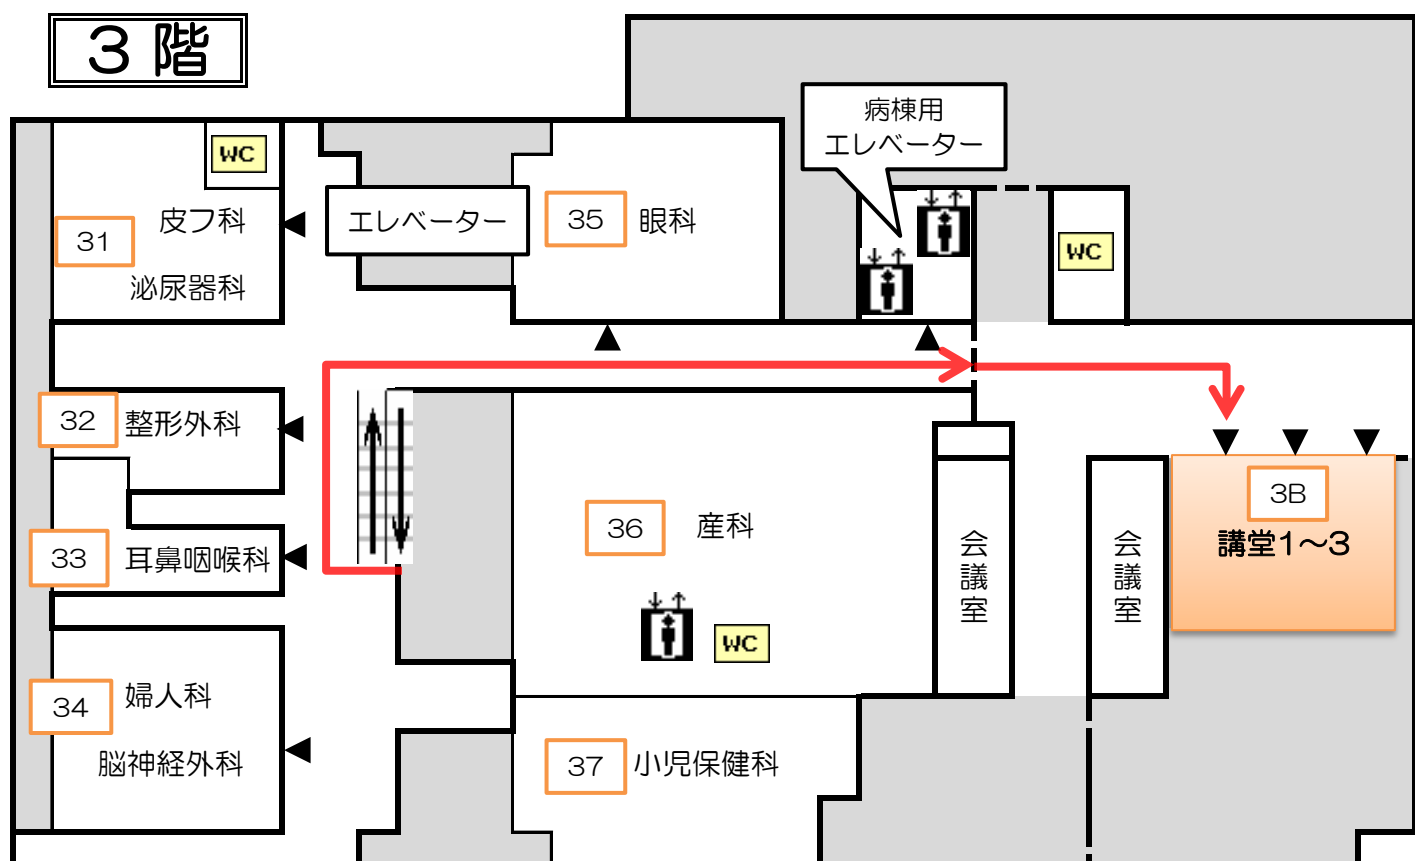 3階
病棟用
エレベーター
WC
31
皮フ科
泌尿器科
エレベーター
35
眼科
WC
32
整形外科
33
耳鼻咽喉科
36
産科
WC
会議室
会議室
3B
講堂1~3
34
婦人科
脳神経外科
37
小児保健科